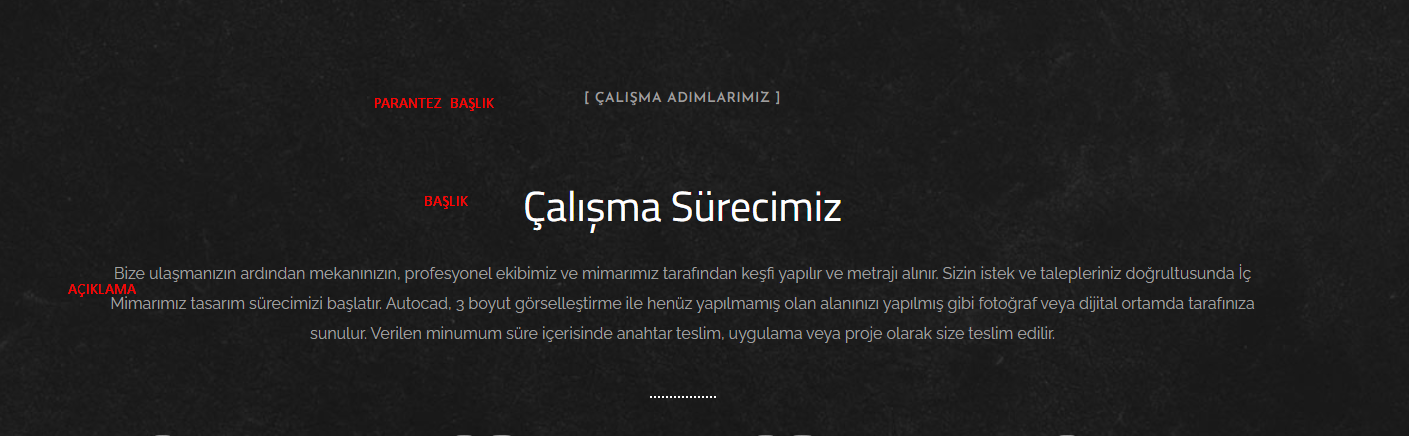 PARANTEZ BAŞLIK
[ ÇALIŞMA ADIMLARIMIZ ]
BAŞLIK
Çalışma Sürecimiz
Bize ulaşmanızın ardından mekanınızın, profesyonel ekibimiz ve mimarımız tarafından keşfi yapılır ve metrajı alınır. Sizin istek ve talepleriniz doğrultusunda İç
AÇIKLAMA
Mimarımız tasarım sürecimizi başlatır. Autocad, 3 boyut görselleştirme ile henüz yapılmamış olan alanınızı yapılmış gibi fotoğraf veya dijital ortamda tarafınıza
sunulur. Verilen minumum süre içerisinde anahtar teslim, uygulama veya proje olarak size teslim edilir.